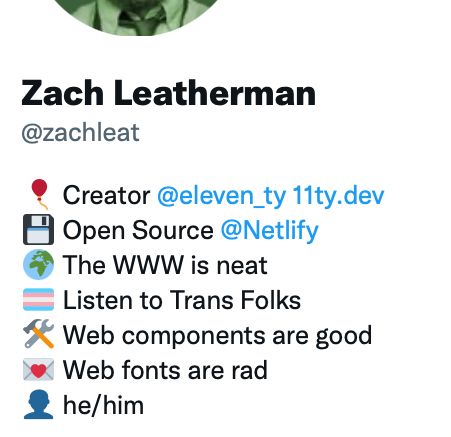 Zach Leatherman
@zachleat
🎈 Creator @eleven_ty 11ty.dev
💾 Open Source @Netlify
🌍 The WWW is neat
🏳️‍⚧️ Listen to Trans Folks
🛠 Web components are good
💌 Web fonts are rad
👤 he/him